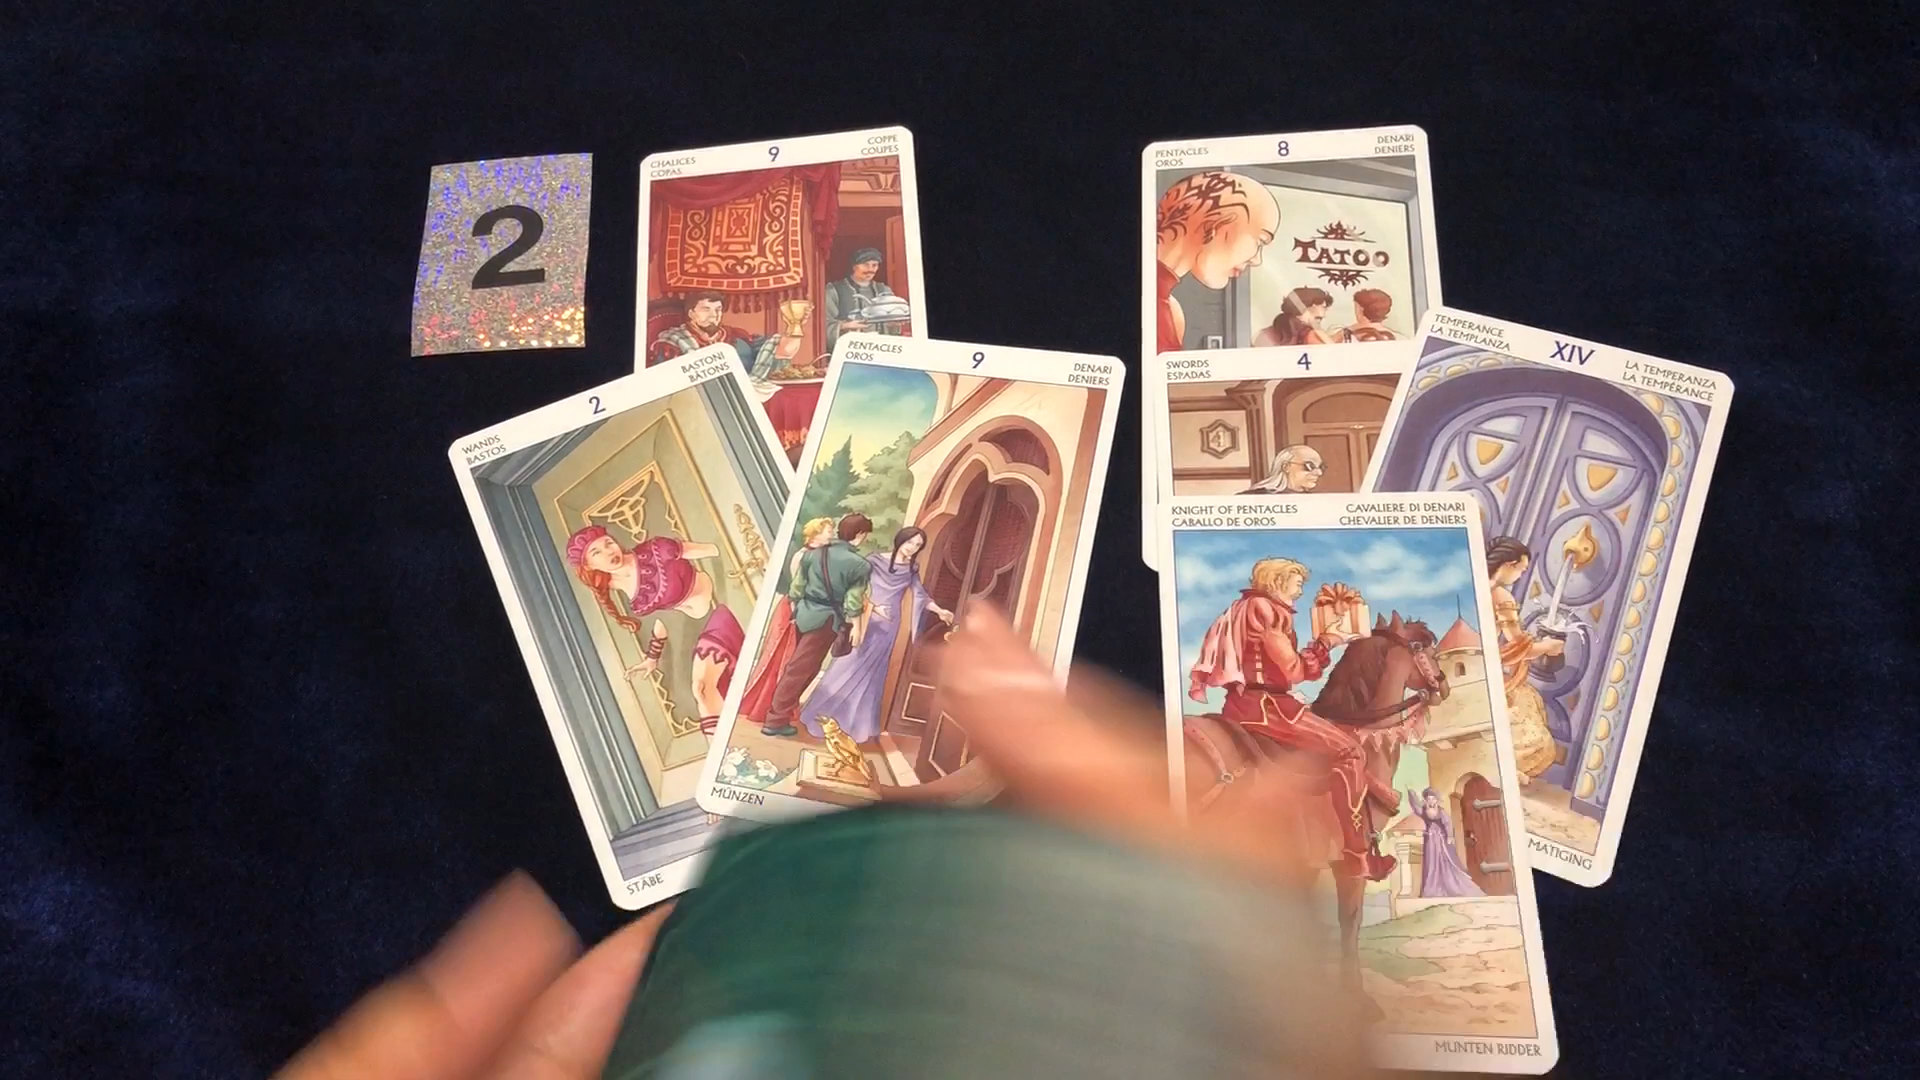 2
9
CHALICES
COPAS
COPPE
COUPES
8
PENTACLES
OROS
DENARI
DENIERS
TATOO
2
WANDS
BASTOS
BASTONI
BÂTONS
STÄBE
9
PENTACLES
OROS
DENARI
DENIERS
MÜNZEN
4
SWORDS
ESPADAS
4
XIV
TEMPERANCE
LA TEMPLANZA
LA TEMPERANZA
LA TEMPÉRANCE
MATIGING
KNIGHT OF PENTACLES
CABALLO DE OROS
CAVALIERE DI DENARI
CHEVALIER DE DENIERS
MUNTEN RIDDER